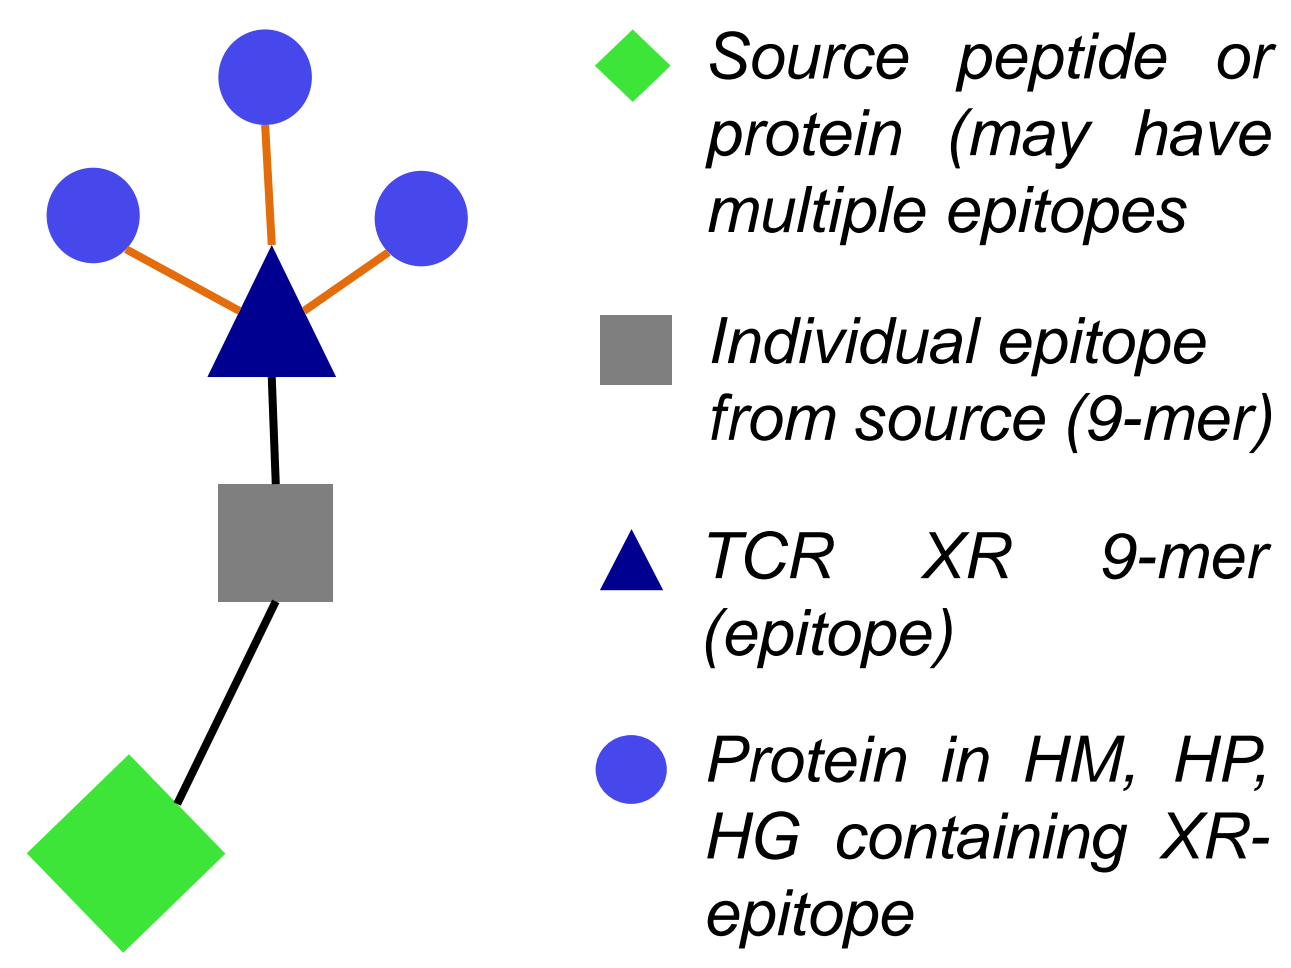 Source peptide or
protein (may have
multiple epitopes
Individual epitope
from source (9-mer)
TCR XR 9-mer
(epitope)
Protein in HM, HP,
HG containing XR-
epitope